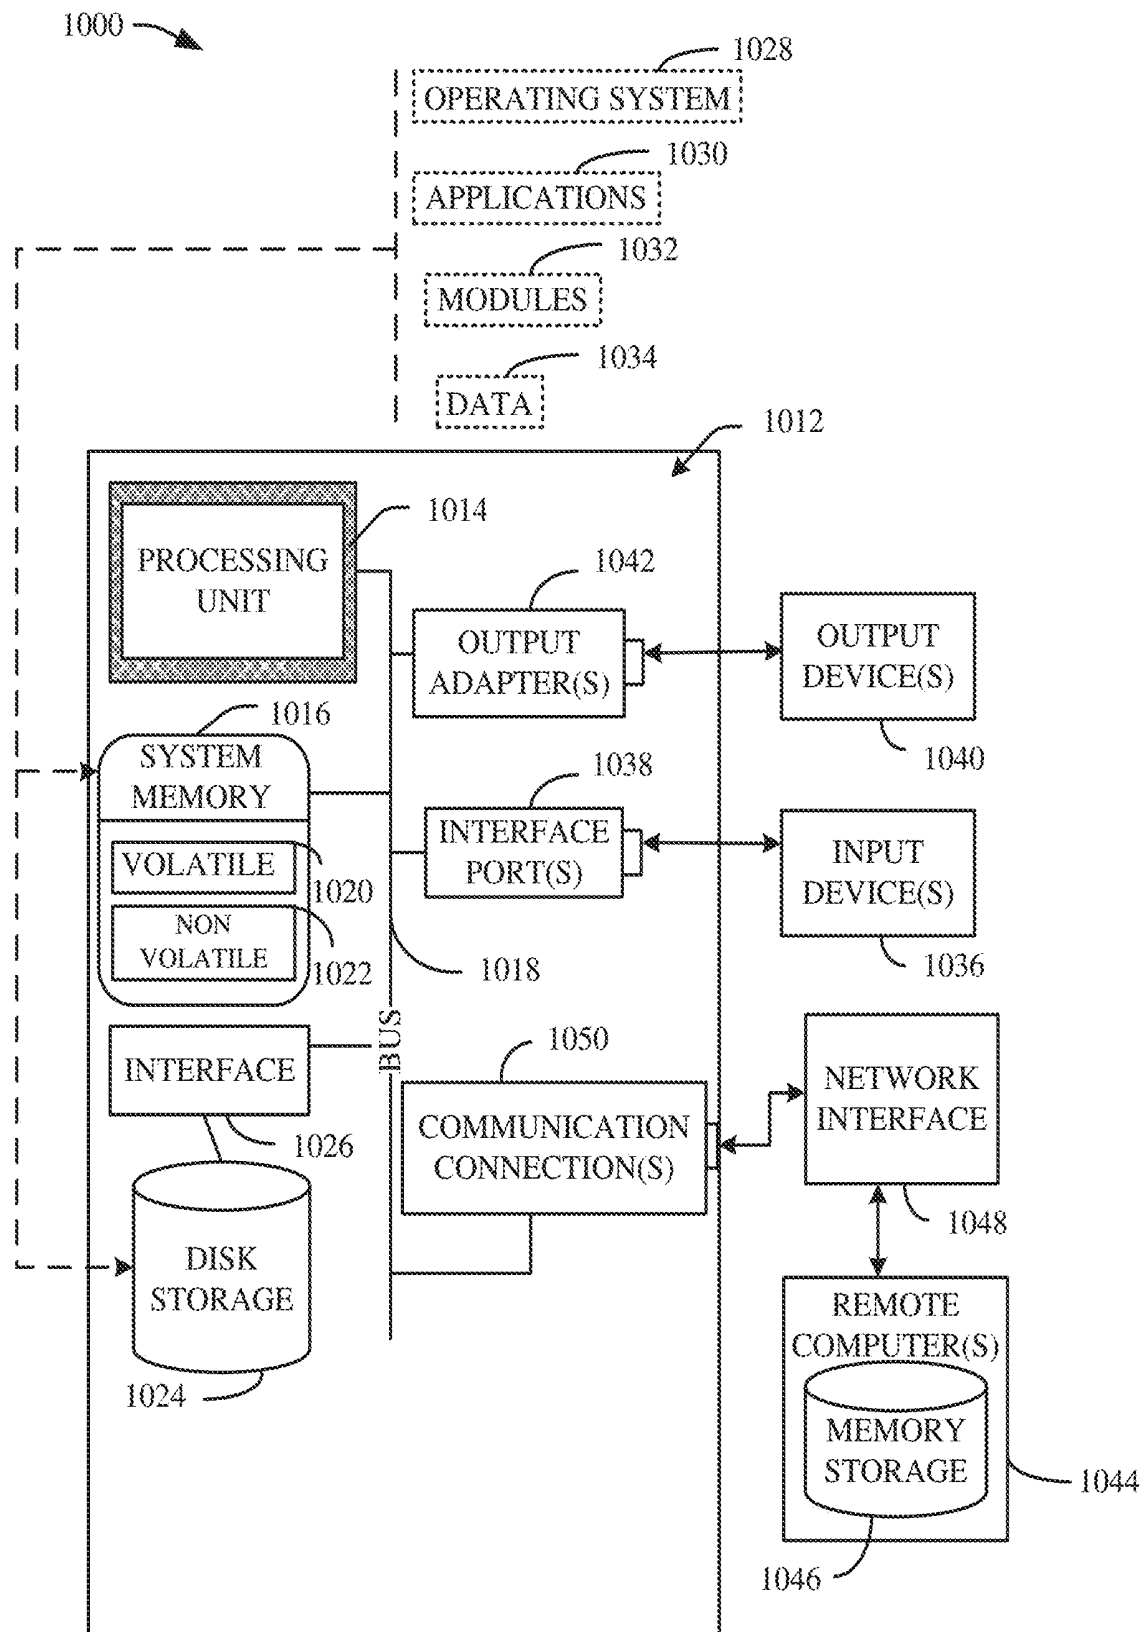 1000
1028
OPERATING SYSTEM
1030
APPLICATIONS
1032
MODULES
1034
DATA
1012
1014
PROCESSING
UNIT
1042
OUTPUT
ADAPTER(S)
OUTPUT
DEVICE(S)
1040
1016
SYSTEM
MEMORY
1038
INTERFACE
PORT(S)
INPUT
DEVICE(S)
1036
VOLATILE
1020
NON
VOLATILE
1022
1018
BUS
INTERFACE
1026
1050
COMMUNICATION
CONNECTION(S)
NETWORK
INTERFACE
1048
DISK
STORAGE
1024
REMOTE
COMPUTER(S)
MEMORY
STORAGE
1044
1046